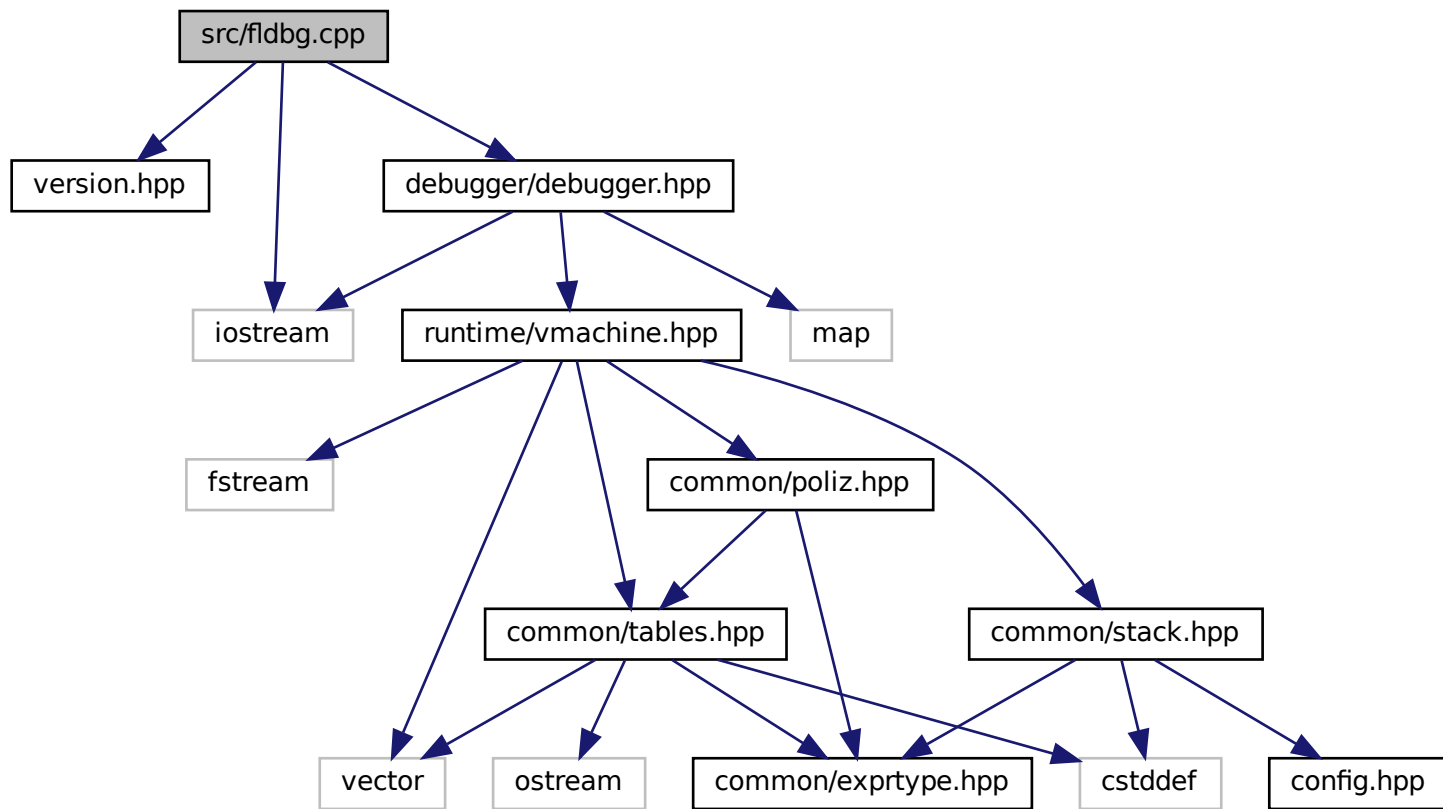 src/fldbg.cpp
version.hpp
debugger/debugger.hpp
iostream
runtime/vmachine.hpp
map
fstream
common/poliz.hpp
common/tables.hpp
common/stack.hpp
vector
ostream
common/exprtype.hpp
cstddef
config.hpp